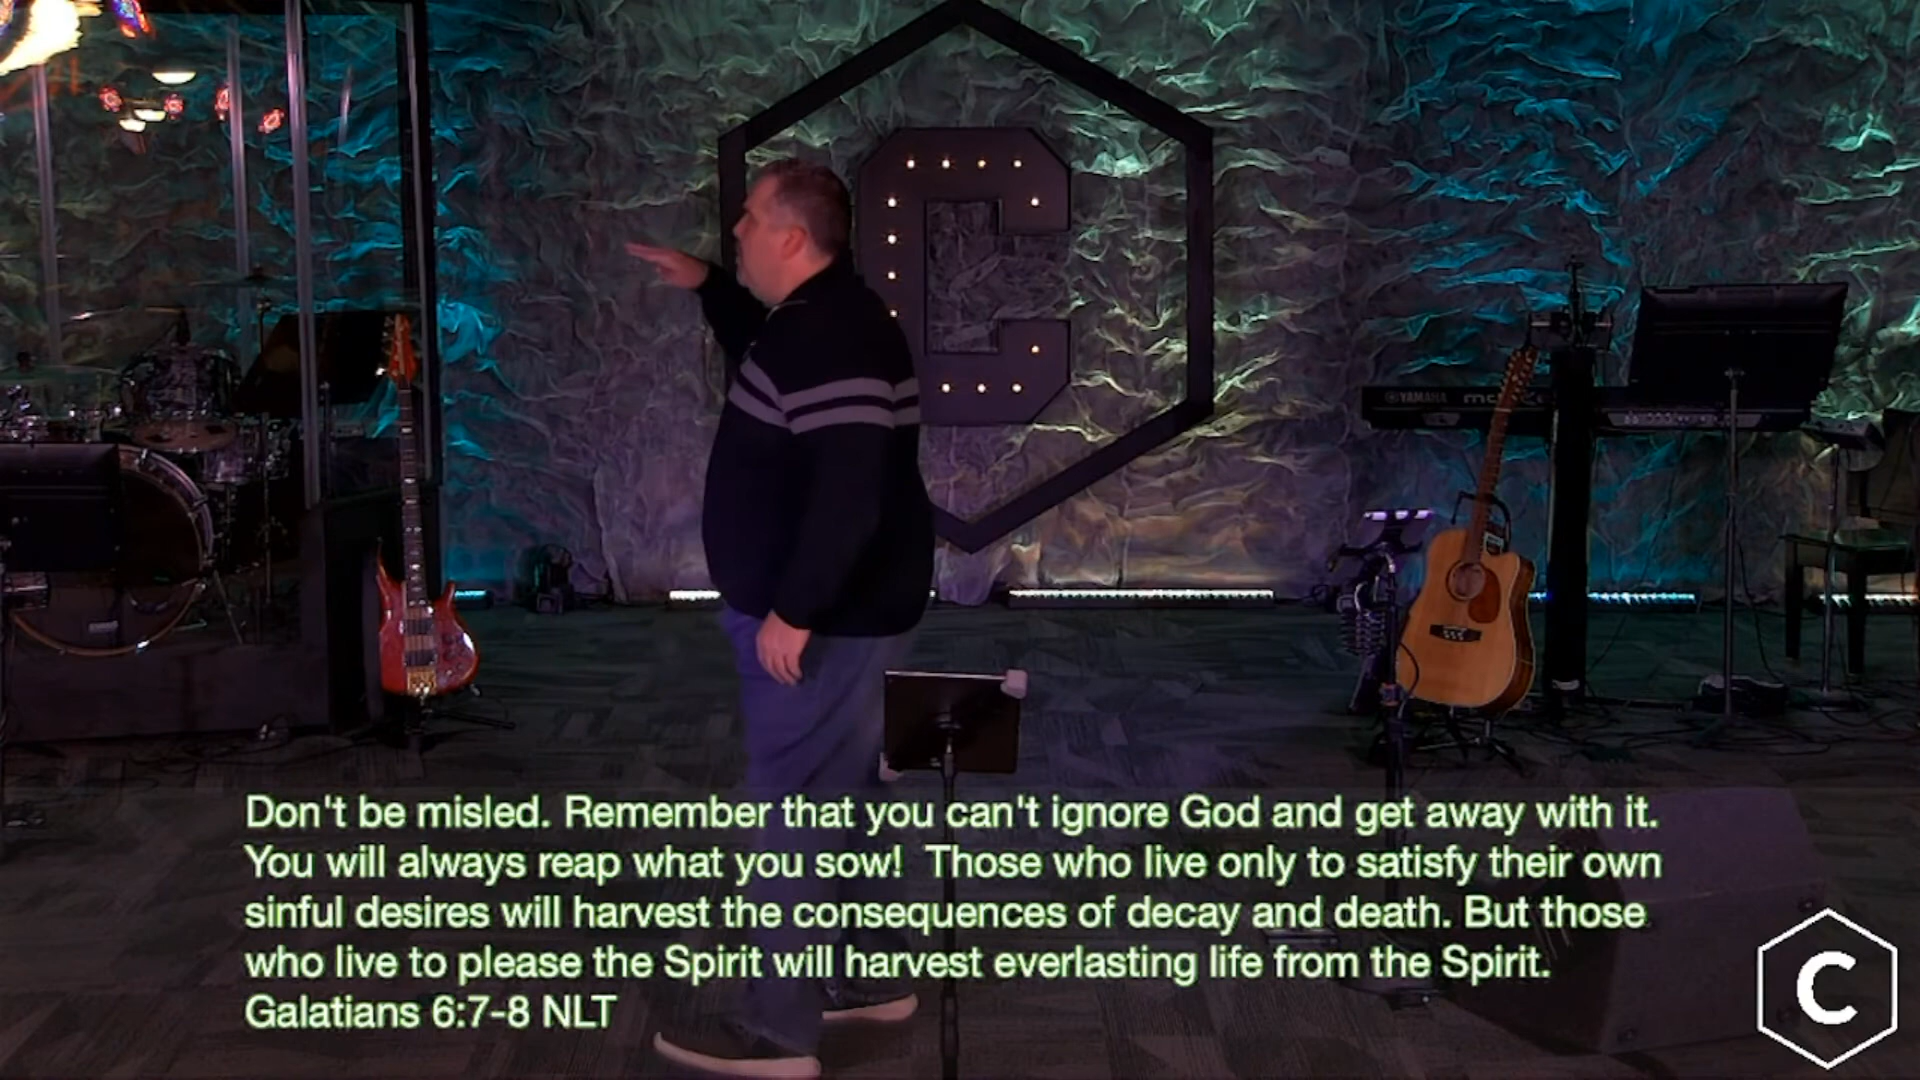 C
YAMAHA
Don't be misled. Remember that you can't ignore God and get away with it.
You will always reap what you sow!  Those who live only to satisfy their own
sinful desires will harvest the consequences of decay and death. But those
who live to please the Spirit will harvest everlasting life from the Spirit.
Galatians 6:7-8 NLT
C